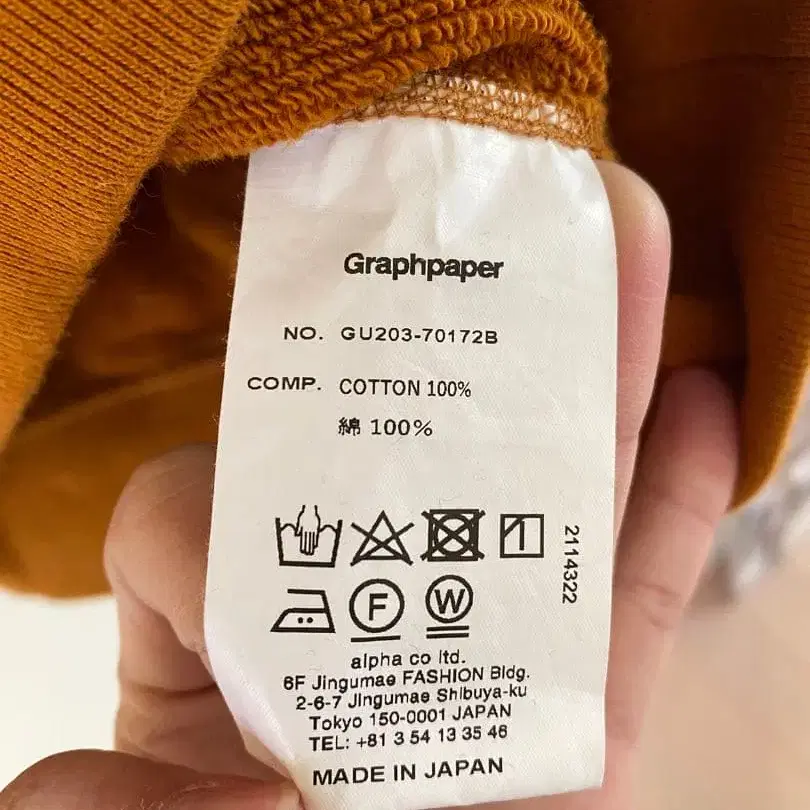 Graphpaper
NO. GU203-70172B
COMP. COTTON 100%
綿 100%
2114322
F W
alpha co ltd.
6F Jingumae FASHION Bldg.
2-6-7 Jingumae Shibuya-ku
Tokyo 150-0001 JAPAN
TEL: +81 3 54 13 35 46
MADE IN JAPAN